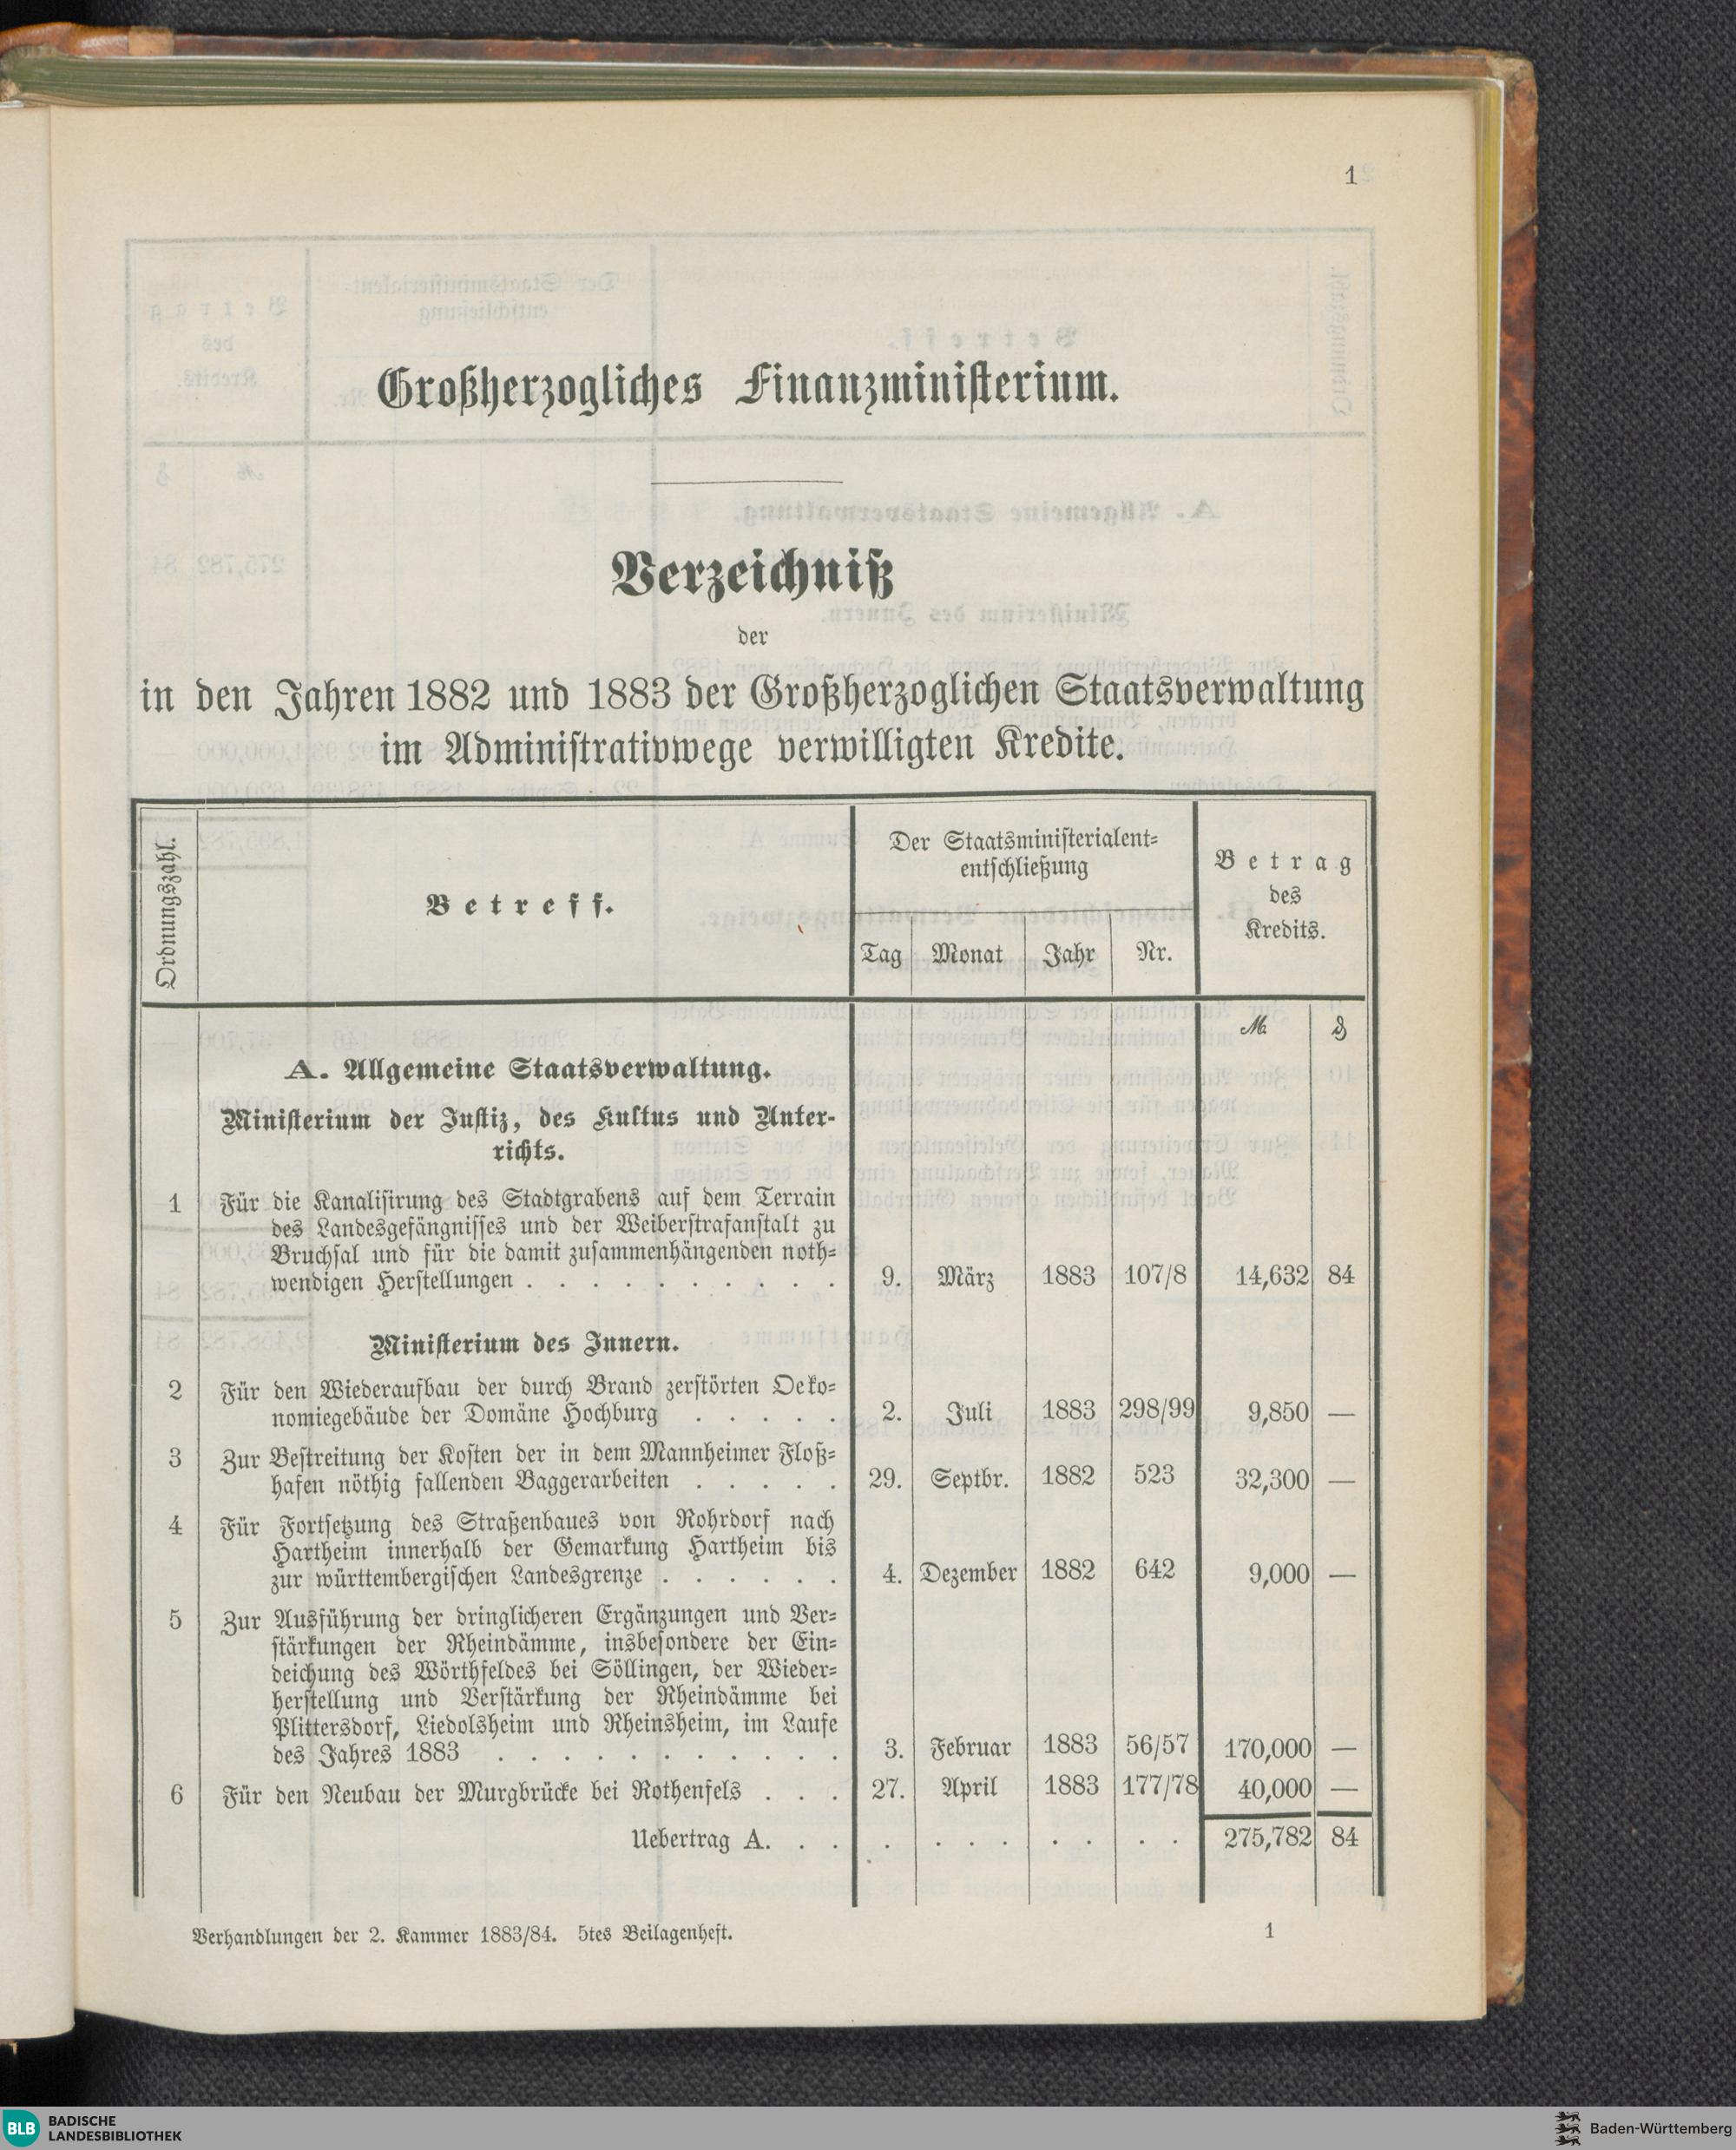 1
Großherzogliches Finanzministerium.
Verzeichniß
der
in den Jahren 1882 und 1883 der Großherzoglichen Staatsverwaltung
im Administrativwege verwilligten Kredite.
Ordnungszahl.
Betreff.
Der Staatsministerialent-
entschließung
Tag Monat Jahr Nr.
Betrag
des
Kredits.
ℳ ₰
A. Allgemeine Staatsverwaltung.
Ministerium der Justiz, des Kultus und Unter-
richts.
1 Für die Kanalisirung des Stadtgrabens auf dem Terrain
des Landesgefängnisses und der Weiberstrafanstalt zu
Bruchsal und für die damit zusammenhängenden noth-
wendigen Herstellungen . . . . . . . . . . 9. März 1883 107/8 14,632 84
Ministerium des Innern.
2 Für den Wiederaufbau der durch Brand zerstörten Oeko-
nomiegebäude der Domäne Hochburg . . . . . 2. Juli 1883 298/99 9,850 —
3 Zur Bestreitung der Kosten der in dem Mannheimer Floß-
hafen nöthig fallenden Baggerarbeiten . . . . . 29. Septbr. 1882 523 32,300 —
4 Für Fortsetzung des Straßenbaues von Rohrdorf nach
Hartheim innerhalb der Gemarkung Hartheim bis
zur württembergischen Landesgrenze . . . . . . 4. Dezember 1882 642 9,000 —
5 Zur Ausführung der dringlicheren Ergänzungen und Ver-
stärkungen der Rheindämme, insbesondere der Ein-
deichung des Wörthfeldes bei Söllingen, der Wieder-
herstellung und Verstärkung der Rheindämme bei
Plittersdorf, Liedolsheim und Rheinsheim, im Laufe
des Jahres 1883 . . . . . . . . . . 3. Februar 1883 56/57 170,000 —
6 Für den Neubau der Murgbrücke bei Rothenfels . . . 27. April 1883 177/78 40,000 —
Uebertrag A. . . . . . . . . . . 275,782 84
Verhandlungen der 2. Kammer 1883/84. 5tes Beilagenheft. 1
BLB BADISCHE
LANDESBIBLIOTHEK
Baden-Württemberg